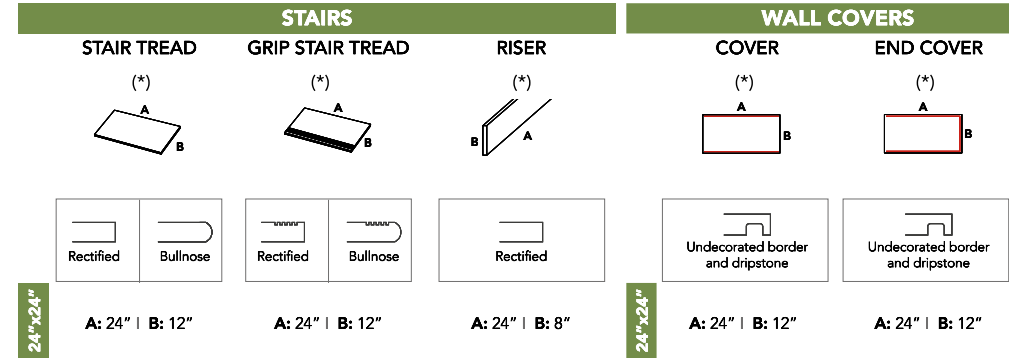 STAIRS
WALL COVERS
STAIR TREAD
GRIP STAIR TREAD
RISER
COVER
END COVER
(*)
(*)
(*)
(*)
(*)
A
B
A
B
B
A
A
B
A
B
Rectified
Bullnose
Rectified
Bullnose
Rectified
Undecorated border
and dripstone
Undecorated border
and dripstone
24”x24”
A: 24” | B: 12”
A: 24” | B: 12”
A: 24” | B: 8”
24”x24”
A: 24” | B: 12”
A: 24” | B: 12”